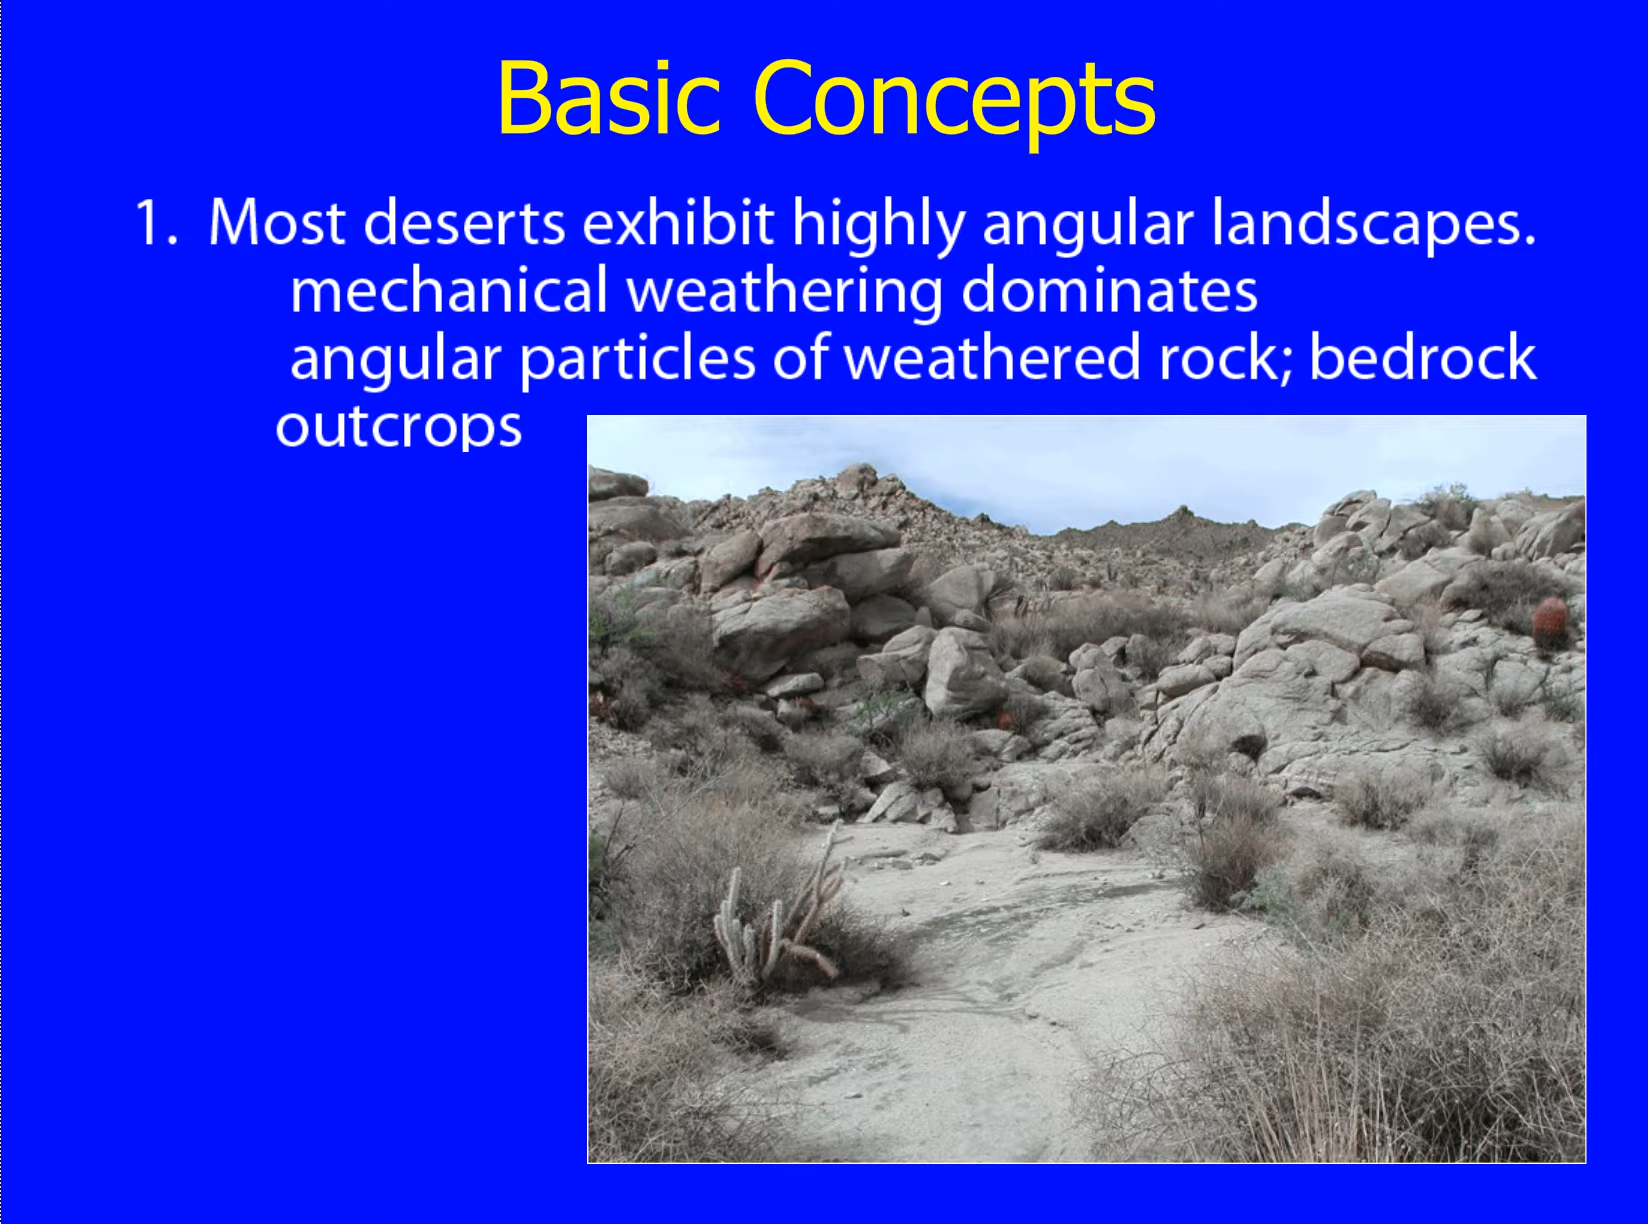 Basic Concepts
1. Most deserts exhibit highly angular landscapes.
mechanical weathering dominates
angular particles of weathered rock; bedrock
outcrops